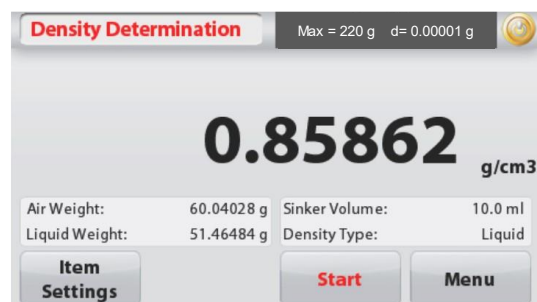 Density Determination Max = 220 g d= 0.00001 g
0.85862 g/cm3
Air Weight: 60.04028 g Sinker Volume: 10.0 ml
Liquid Weight: 51.46484 g Density Type: Liquid
Item
Settings
Start Menu